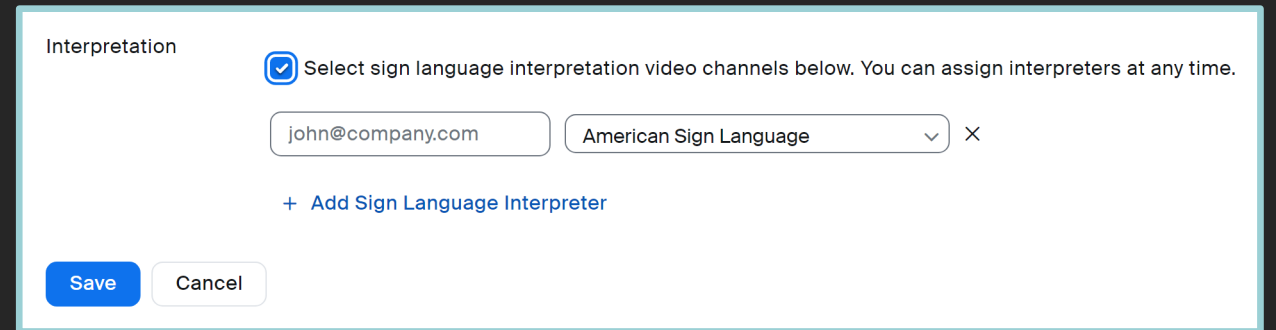 Interpretation
Select sign language interpretation video channels below. You can assign interpreters at any time.
john@company.com
American Sign Language
+ Add Sign Language Interpreter
Save
Cancel